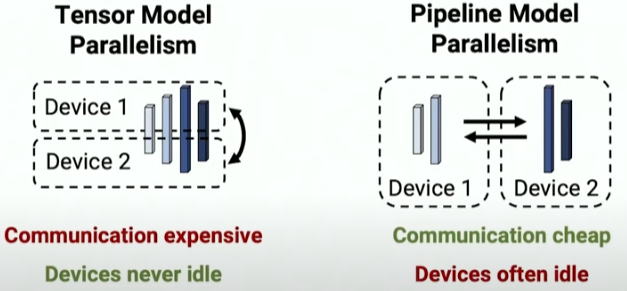 Tensor Model
Parallelism
Device 1
Device 2
Communication expensive
Devices never idle
Pipeline Model
Parallelism
Device 1
Device 2
Communication cheap
Devices often idle